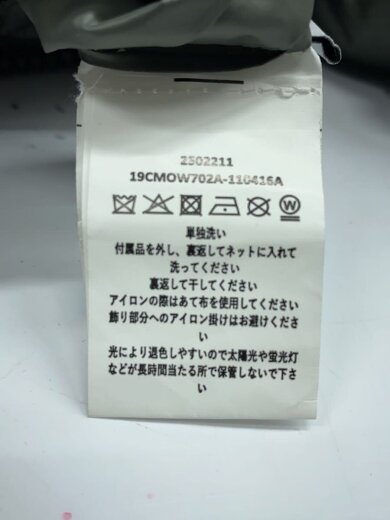 2502211
19CMOW702A-110416A
単独洗い
付属品を外し、裏返してネットに入れて
洗ってください
裏返して干してください
アイロンの際はあて布を使用してください
飾り部分へのアイロン掛けはお避けくださ
い
光により退色しやすいので太陽光や蛍光灯
などが長時間当たる所で保管しないで下さ
い